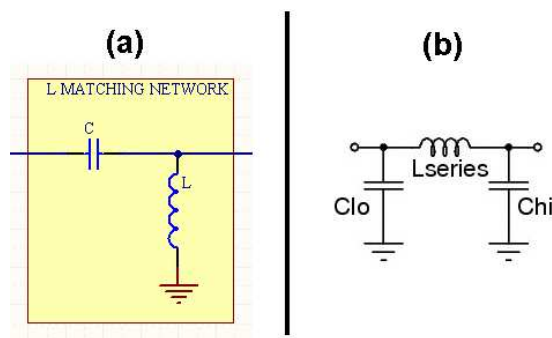 (a)
L MATCHING NETWORK
C
L
(b)
Lseries
Clo
Chi